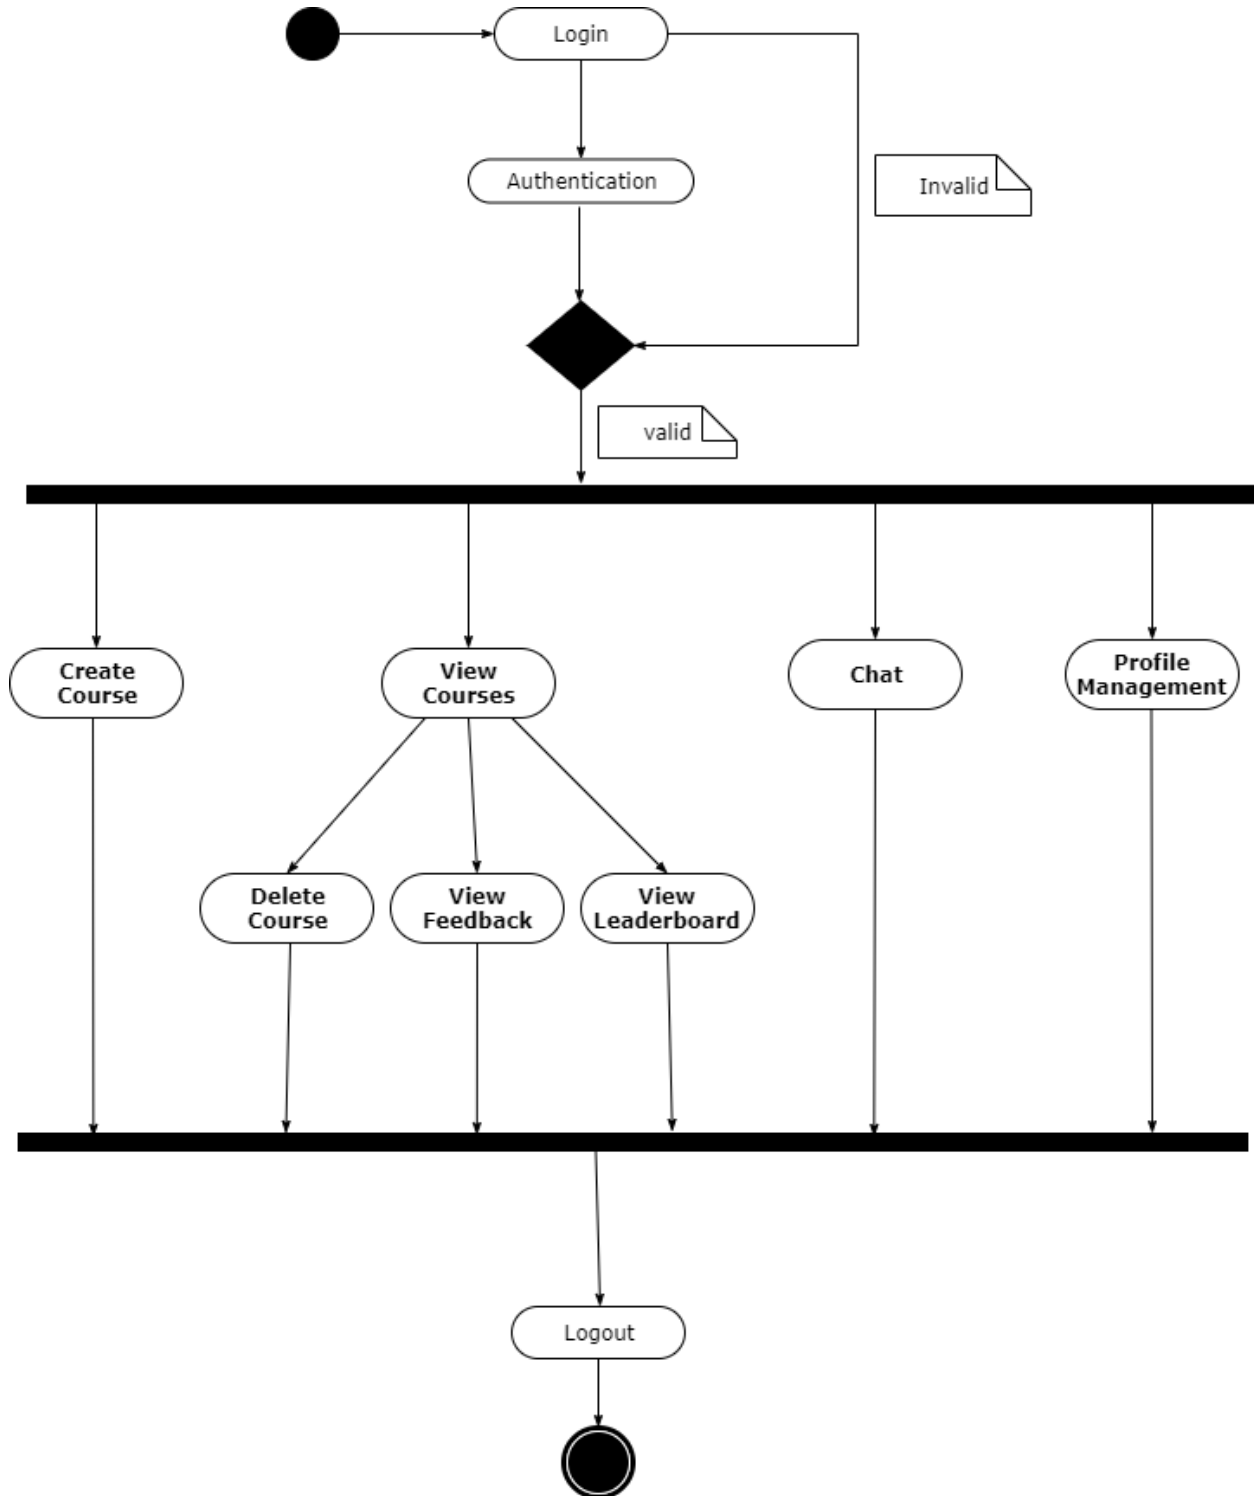 Login
Authentication
Invalid
valid
Create
Course
View
Courses
Chat
Profile
Management
Delete
Course
View
Feedback
View
Leaderboard
Logout